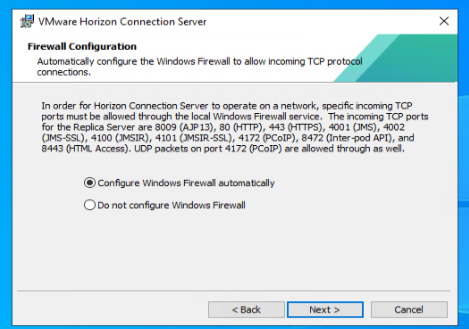 VMware Horizon Connection Server
Firewall Configuration
Automatically configure the Windows Firewall to allow incoming TCP protocol
connections.
In order for Horizon Connection Server to operate on a network, specific incoming TCP
ports must be allowed through the local Windows Firewall service. The incoming TCP ports
for the Replica Server are 8009 (AJP13), 80 (HTTP), 443 (HTTPS), 4001 (JMS), 4002
(JMS-SSL), 4100 (JMSIR), 4101 (JMSIR-SSL), 4172 (PCoIP), 8472 (Inter-pod API), and
8443 (HTML Access). UDP packets on port 4172 (PCoIP) are allowed through as well.
Configure Windows Firewall automatically
Do not configure Windows Firewall
< Back Next > Cancel